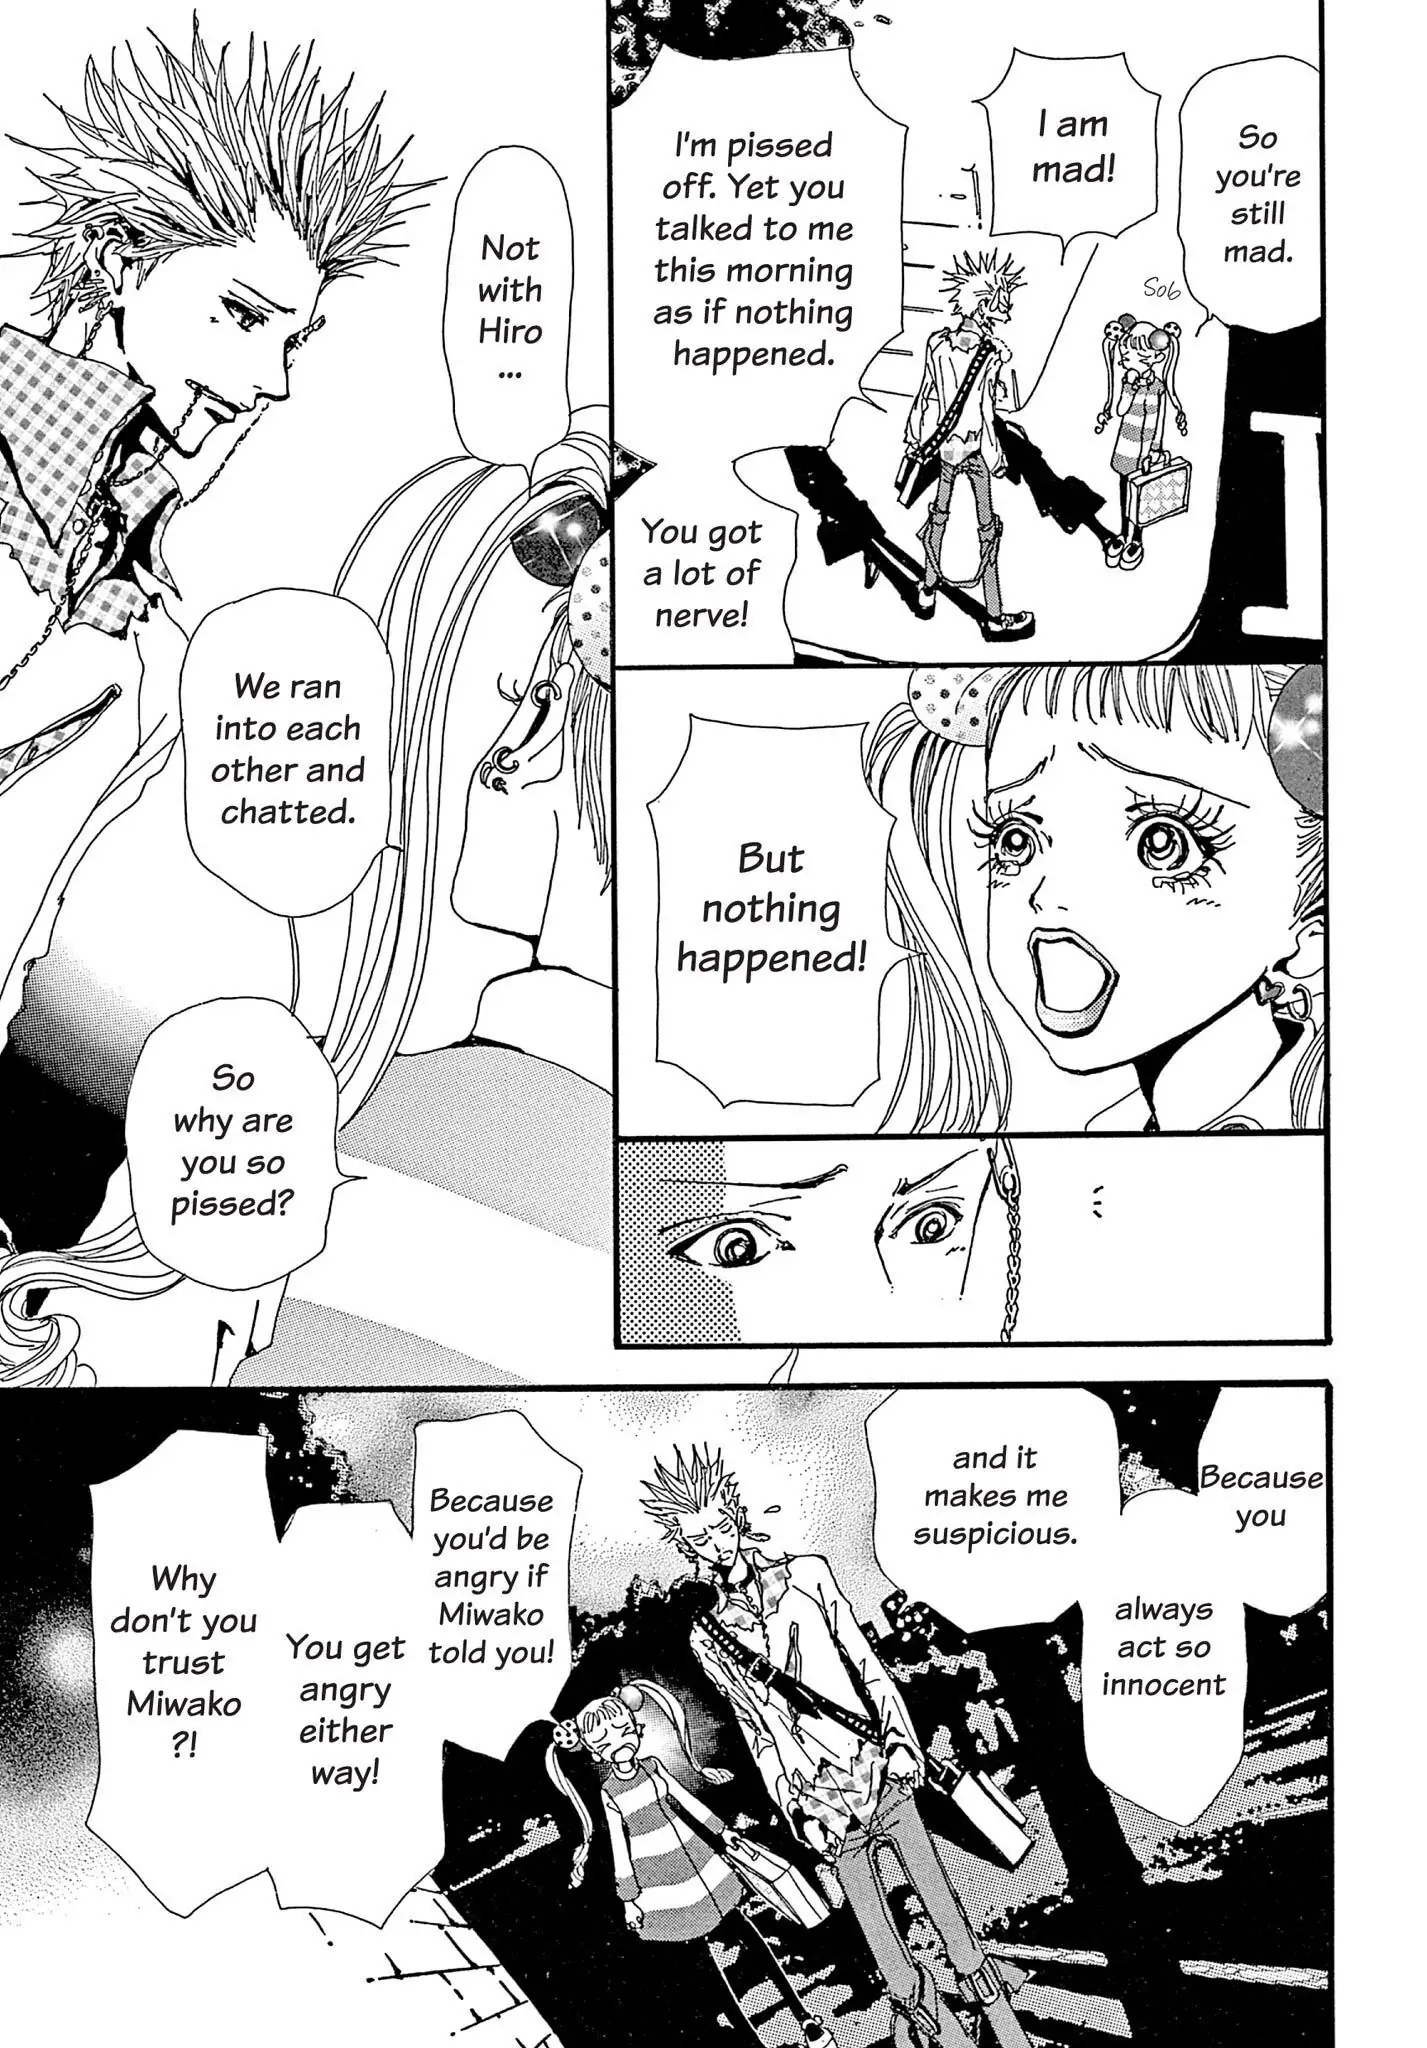 So
you're
still
mad.
Sob
I am
mad!
I'm pissed
off. Yet you
talked to me
this morning
as if nothing
happened.
You got
a lot of
nerve!
But
nothing
happened!
Not
with
Hiro
...
We ran
into each
other and
chatted.
So
why are
you so
pissed?
Because
you
always
act so
innocent
and it
makes me
suspicious.
Because
you'd be
angry if
Miwako
told you!
You get
angry
either
way!
Why
don't you
trust
Miwako
?!